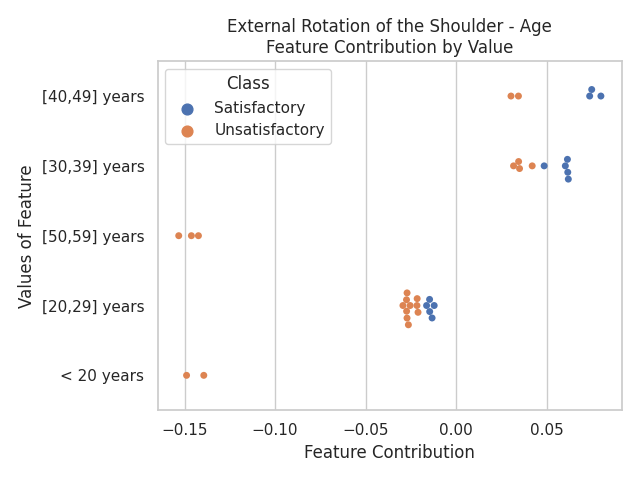 External Rotation of the Shoulder - Age
Feature Contribution by Value
Class
Satisfactory
Unsatisfactory
Values of Feature
[40,49] years
[30,39] years
[50,59] years
[20,29] years
< 20 years
−0.15
−0.10
−0.05
0.00
0.05
Feature Contribution